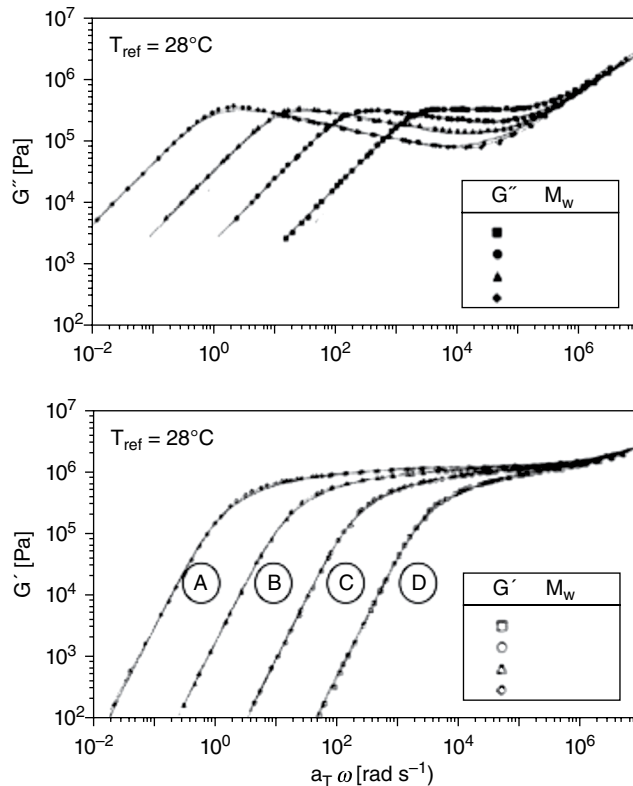 10⁷
10⁶
10⁵
10⁴
10³
10²
G″ [Pa]
T_ref = 28°C
G″ M_w
10⁻² 10⁰ 10² 10⁴ 10⁶
10⁷
10⁶
10⁵
10⁴
10³
10²
G′ [Pa]
T_ref = 28°C
A B C D
G′ M_w
10⁻² 10⁰ 10² 10⁴ 10⁶
a_T ω [rad s⁻¹]